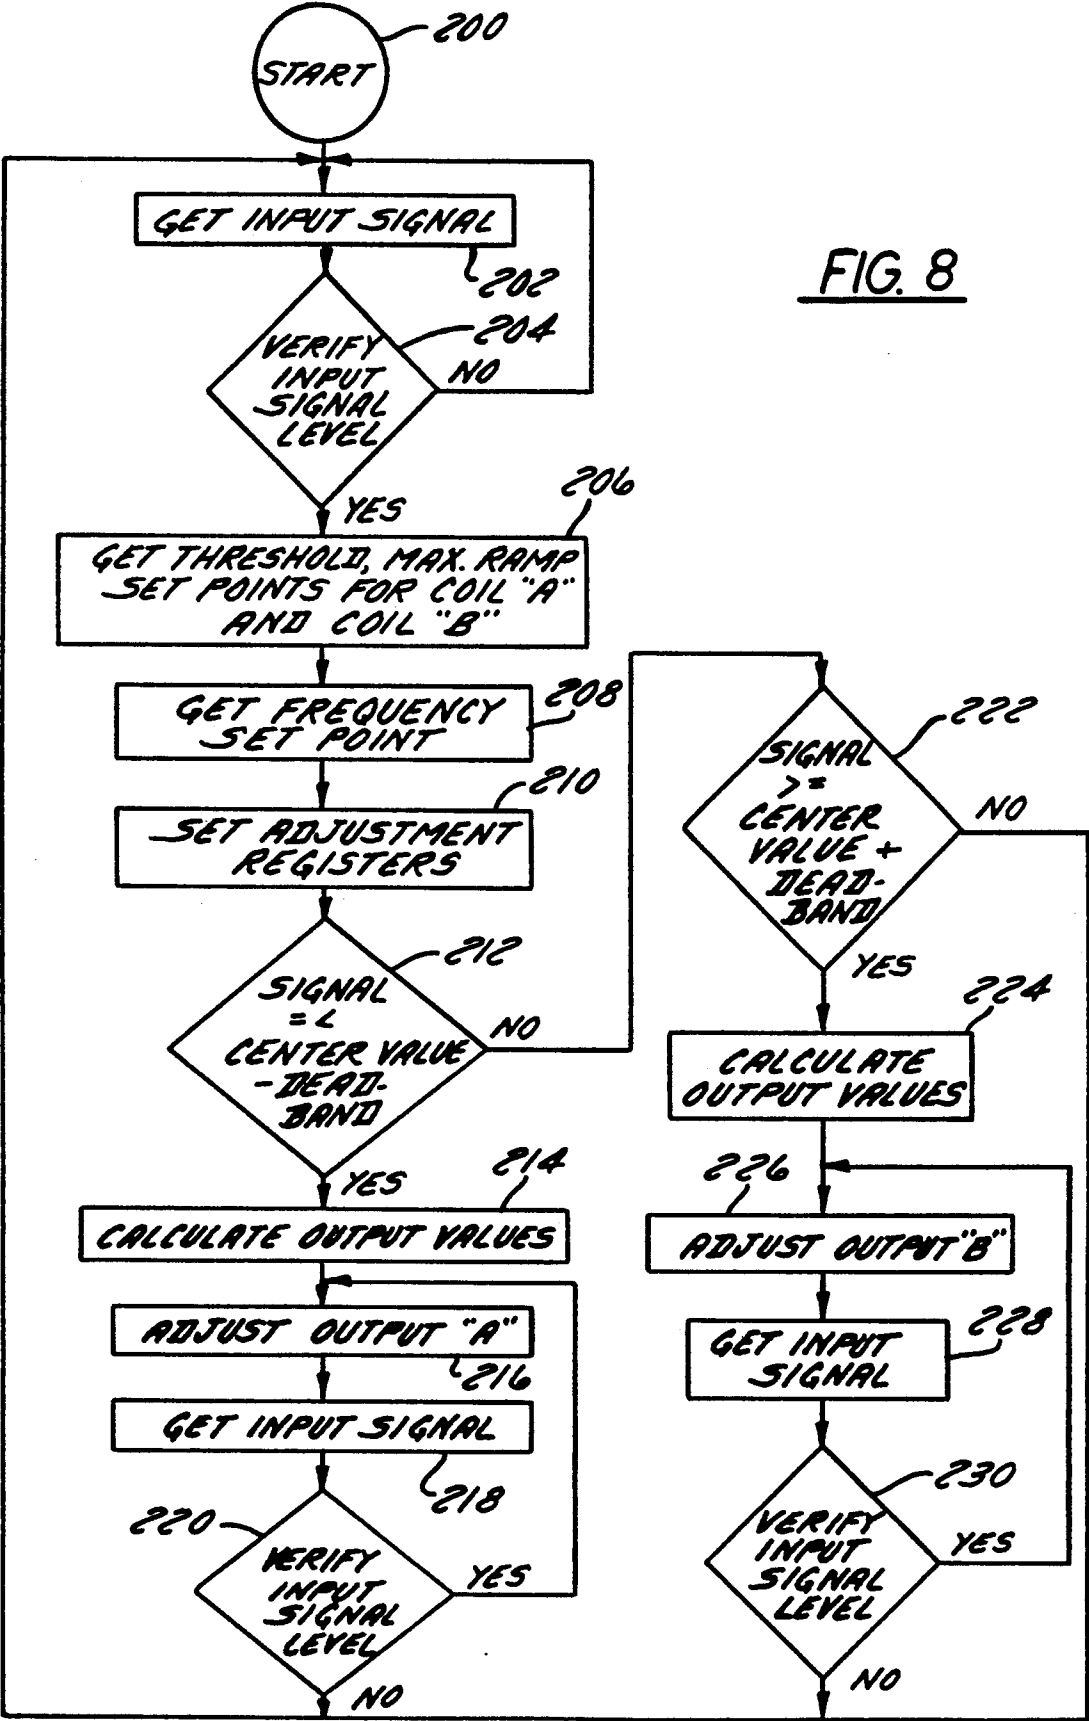 200
START
GET INPUT SIGNAL
202
FIG. 8
204
VERIFY
INPUT
SIGNAL
LEVEL
NO
YES
206
GET THRESHOLD, MAX. RAMP
SET POINTS FOR COIL "A"
AND COIL "B"
GET FREQUENCY
SET POINT
208
210
SET ADJUSTMENT
REGISTERS
212
SIGNAL
= <
CENTER VALUE
- DEAD-
BAND
NO
YES
214
CALCULATE OUTPUT VALUES
ADJUST OUTPUT "A"
216
GET INPUT SIGNAL
218
220
VERIFY
INPUT
SIGNAL
LEVEL
YES
NO
222
SIGNAL
> =
CENTER
VALUE +
DEAD-
BAND
NO
YES
224
CALCULATE
OUTPUT VALUES
226
ADJUST OUTPUT "B"
228
GET INPUT
SIGNAL
230
VERIFY
INPUT
SIGNAL
LEVEL
YES
NO